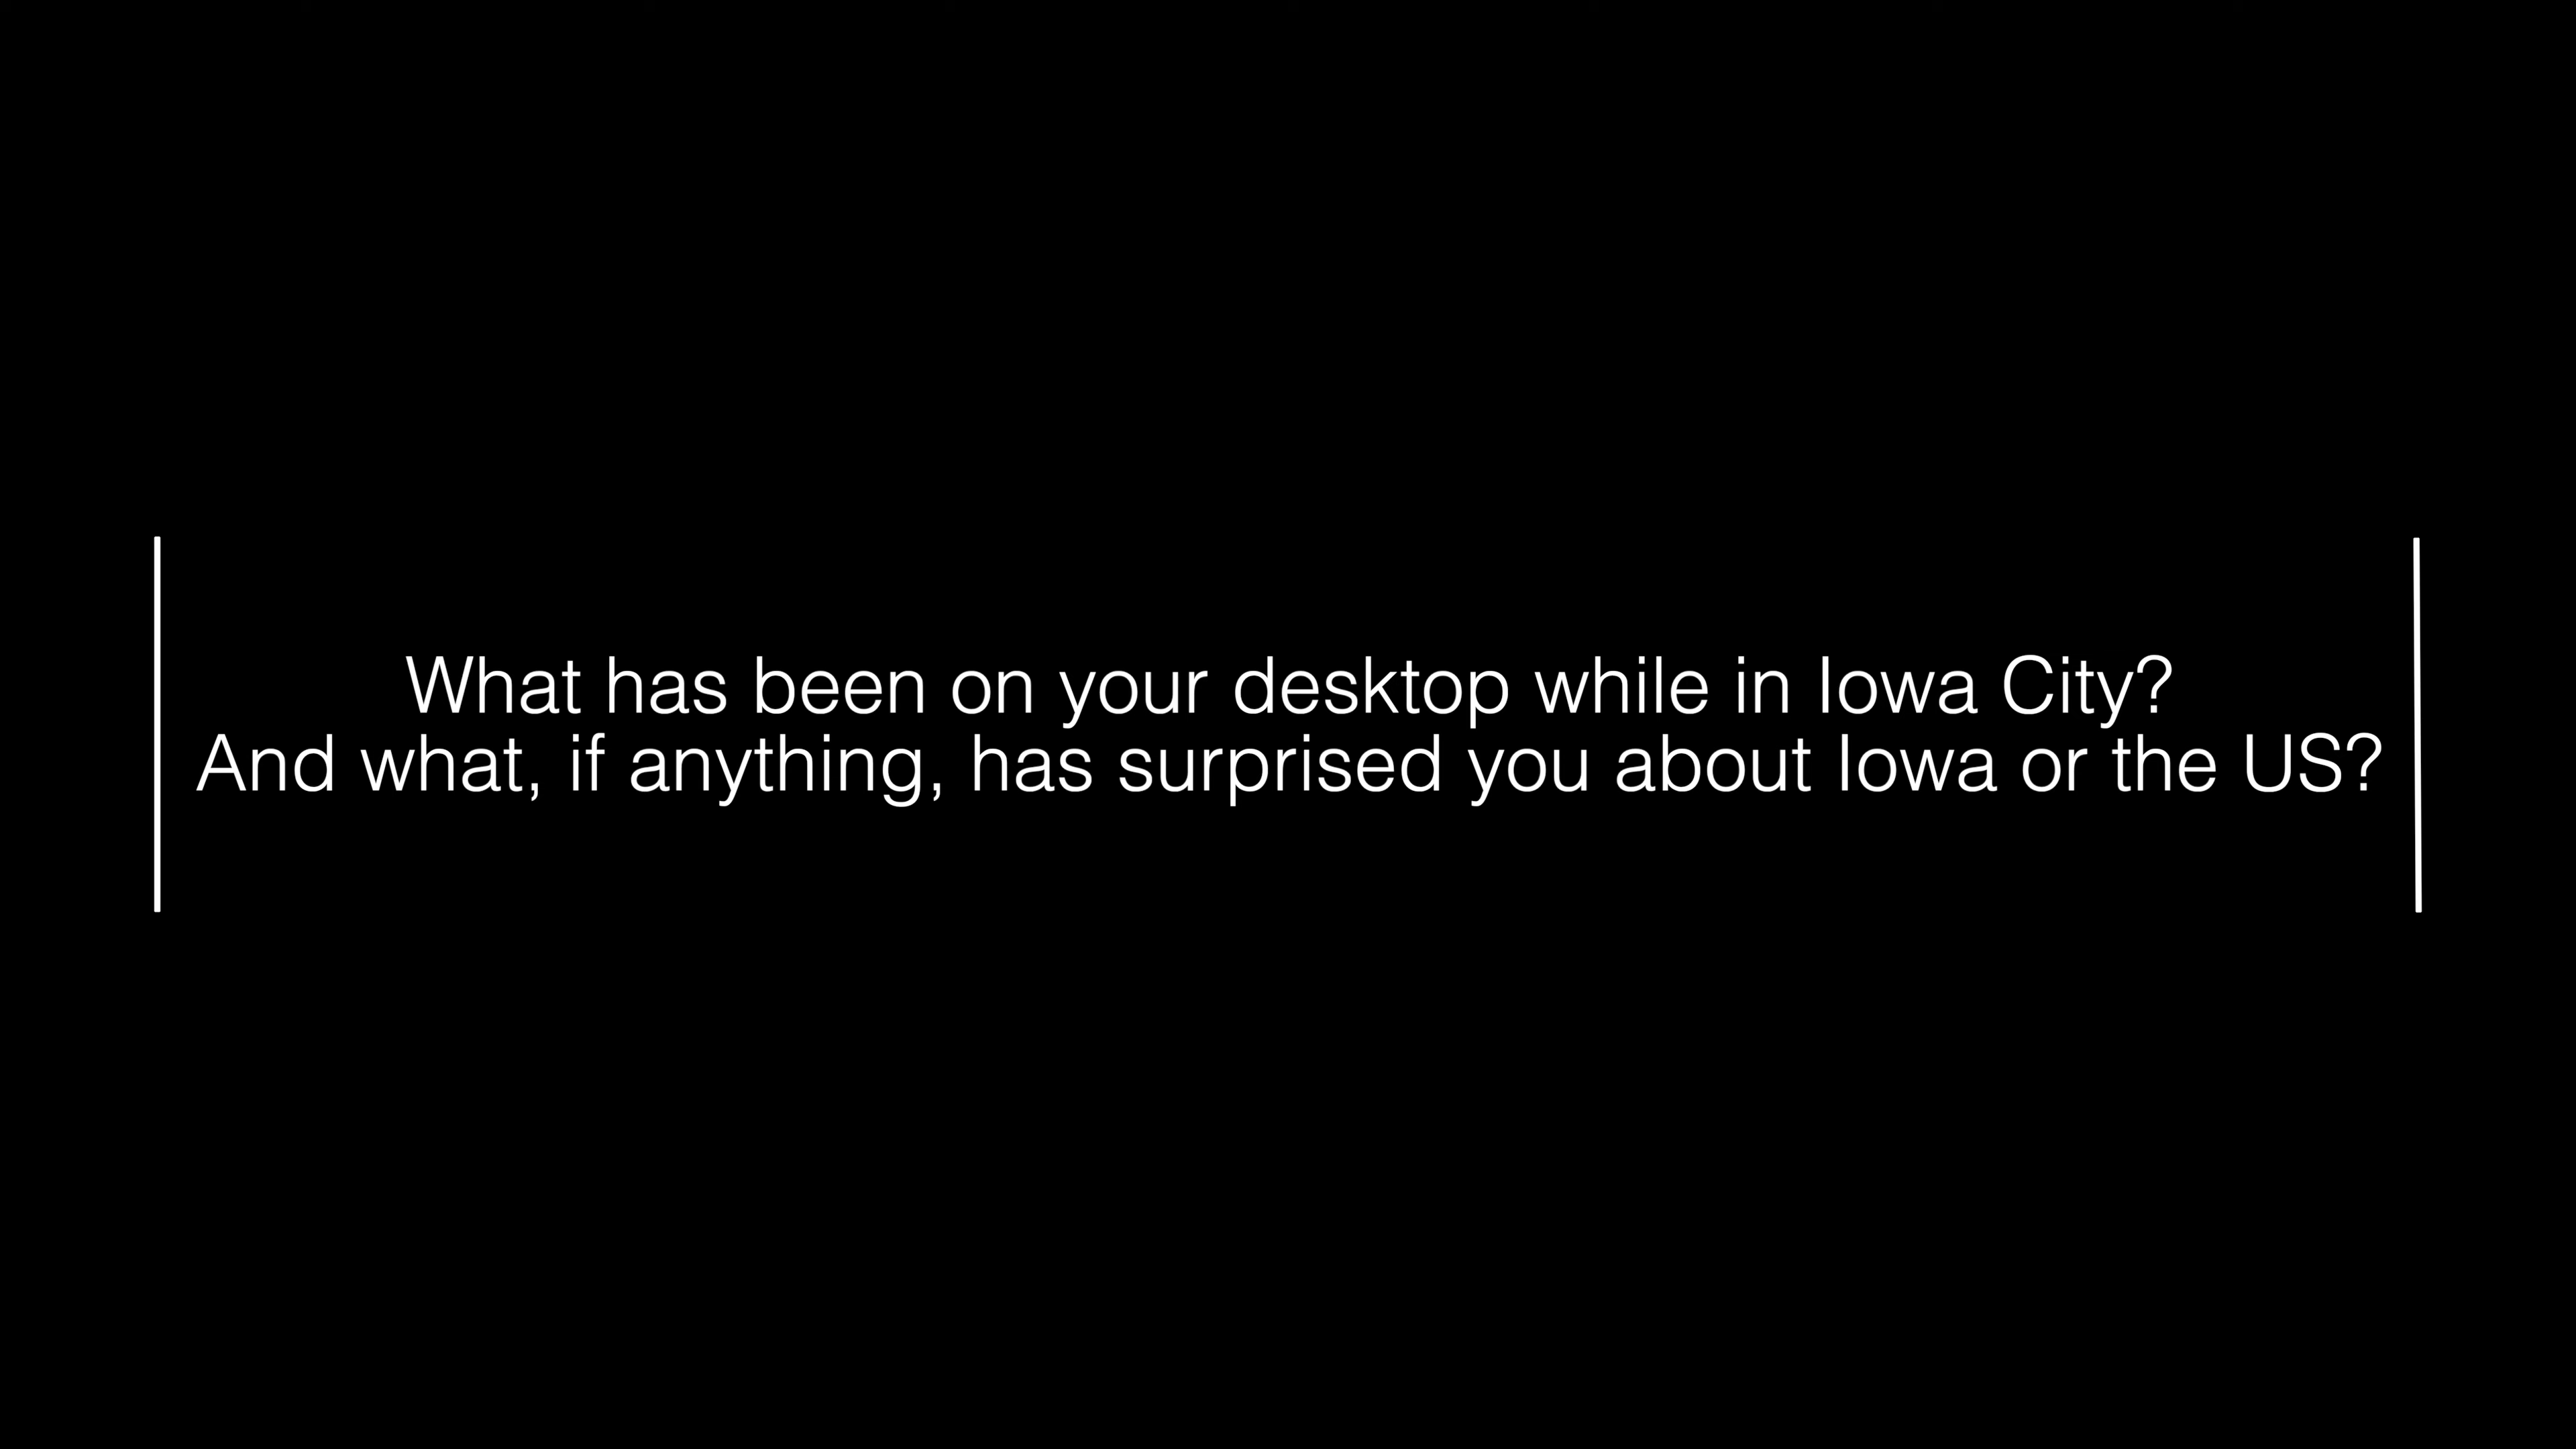 What has been on your desktop while in Iowa City?
And what, if anything, has surprised you about Iowa or the US?